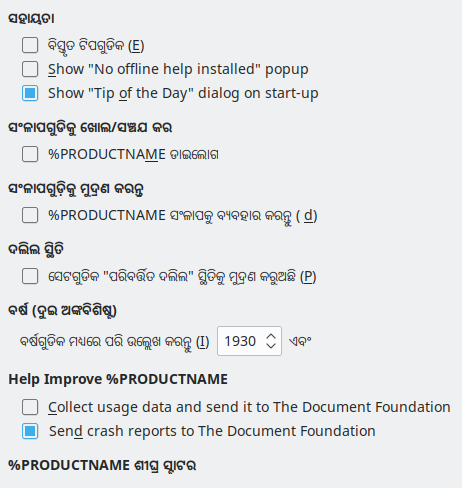 ସହାୟତା
ବିସ୍ତୃତ ଟିପଗୁଡିକ (E)
Show "No offline help installed" popup
Show "Tip of the Day" dialog on start-up
ସଂଳାପଗୁଡିକୁ ଖୋଲ/ସଞ୍ଚୟ କର
%PRODUCTNAME ଡାଇଲୋଗ
ସଂଳାପଗୁଡ଼ିକୁ ମୁଦ୍ରଣ କରନ୍ତୁ
%PRODUCTNAME ସଂଳାପକୁ ବ୍ୟବହାର କରନ୍ତୁ ( d)
ଦଲିଲ ସ୍ଥିତି
ସେଟଗୁଡିକ "ପରିବର୍ତ୍ତିତ ଦଲିଲ" ସ୍ଥିତିକୁ ମୁଦ୍ରଣ କରୁଅଛି (P)
ବର୍ଷ (ଦୁଇ ଅଙ୍କବିଶିଷ୍ଟ)
ବର୍ଷଗୁଡିକ ମଧ୍ୟରେ ପରି ଉଲ୍ଲେଖ କରନ୍ତୁ (I) 1930 ଏବଂ
Help Improve %PRODUCTNAME
Collect usage data and send it to The Document Foundation
Send crash reports to The Document Foundation
%PRODUCTNAME ଶୀଘ୍ର ସ୍ଟାଟର